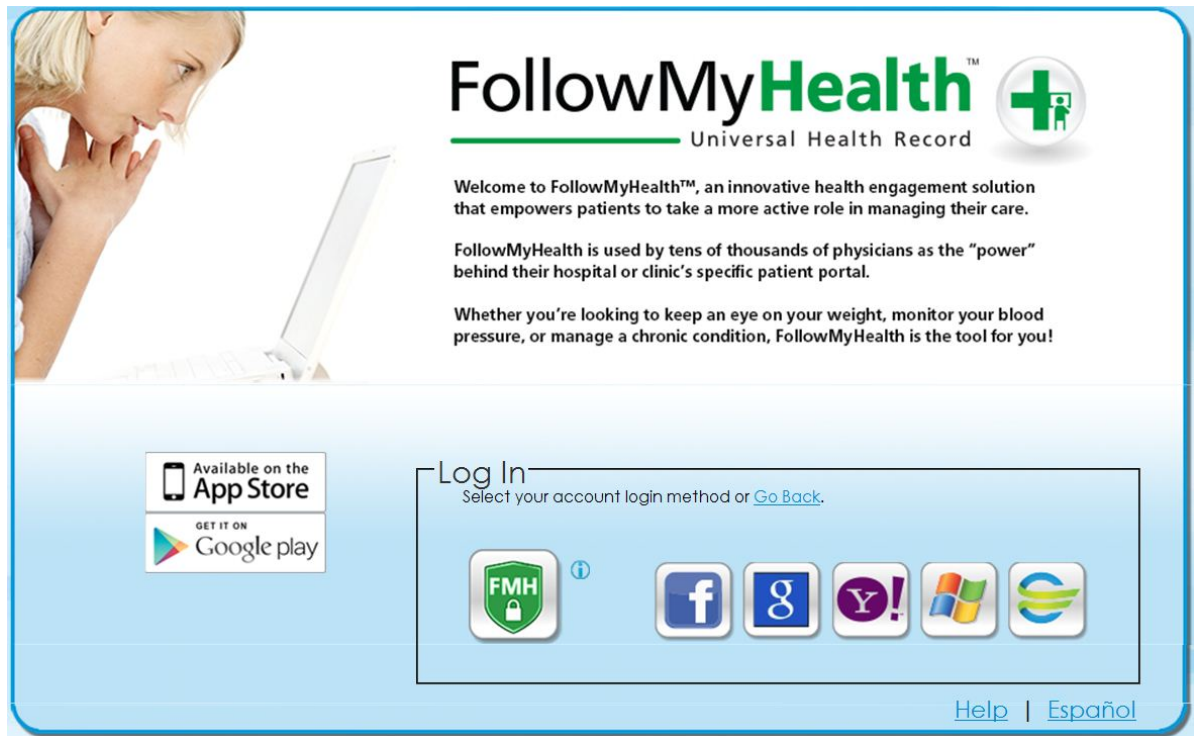 FollowMyHealth™
Universal Health Record
Welcome to FollowMyHealth™, an innovative health engagement solution
that empowers patients to take a more active role in managing their care.
FollowMyHealth is used by tens of thousands of physicians as the “power”
behind their hospital or clinic’s specific patient portal.
Whether you’re looking to keep an eye on your weight, monitor your blood
pressure, or manage a chronic condition, FollowMyHealth is the tool for you!
Available on the
App Store
GET IT ON
Google play
Log In
Select your account login method or Go Back.
FMH
i
f
g
Y!
Help | Español